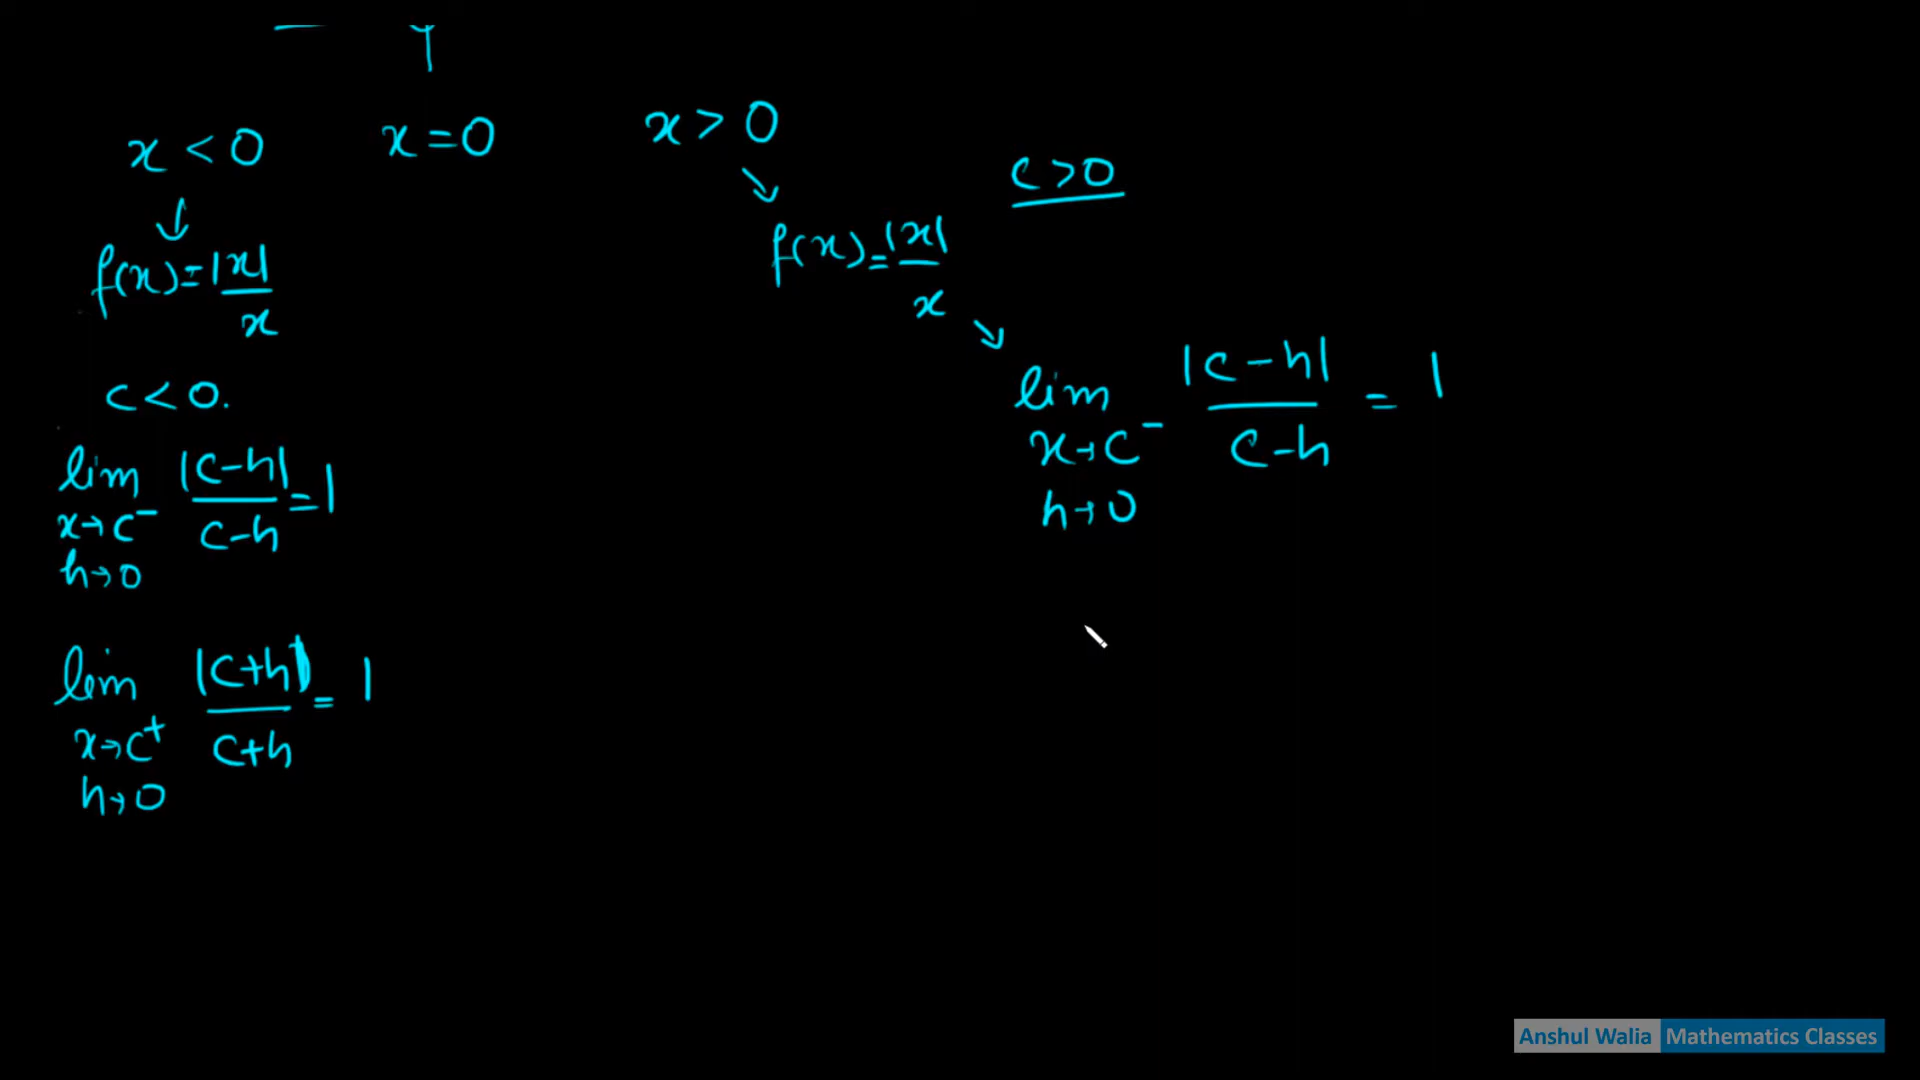 x < 0
x = 0
x > 0
c > 0
f(x) = |x| / x
f(x) = |x| / x
c < 0.
lim x→c⁻ h→0 |c-h| / c-h = 1
lim x→c⁻ h→0 |c-h| / c-h = 1
lim x→c⁺ h→0 |c+h| / c+h = 1
Anshul Walia Mathematics Classes